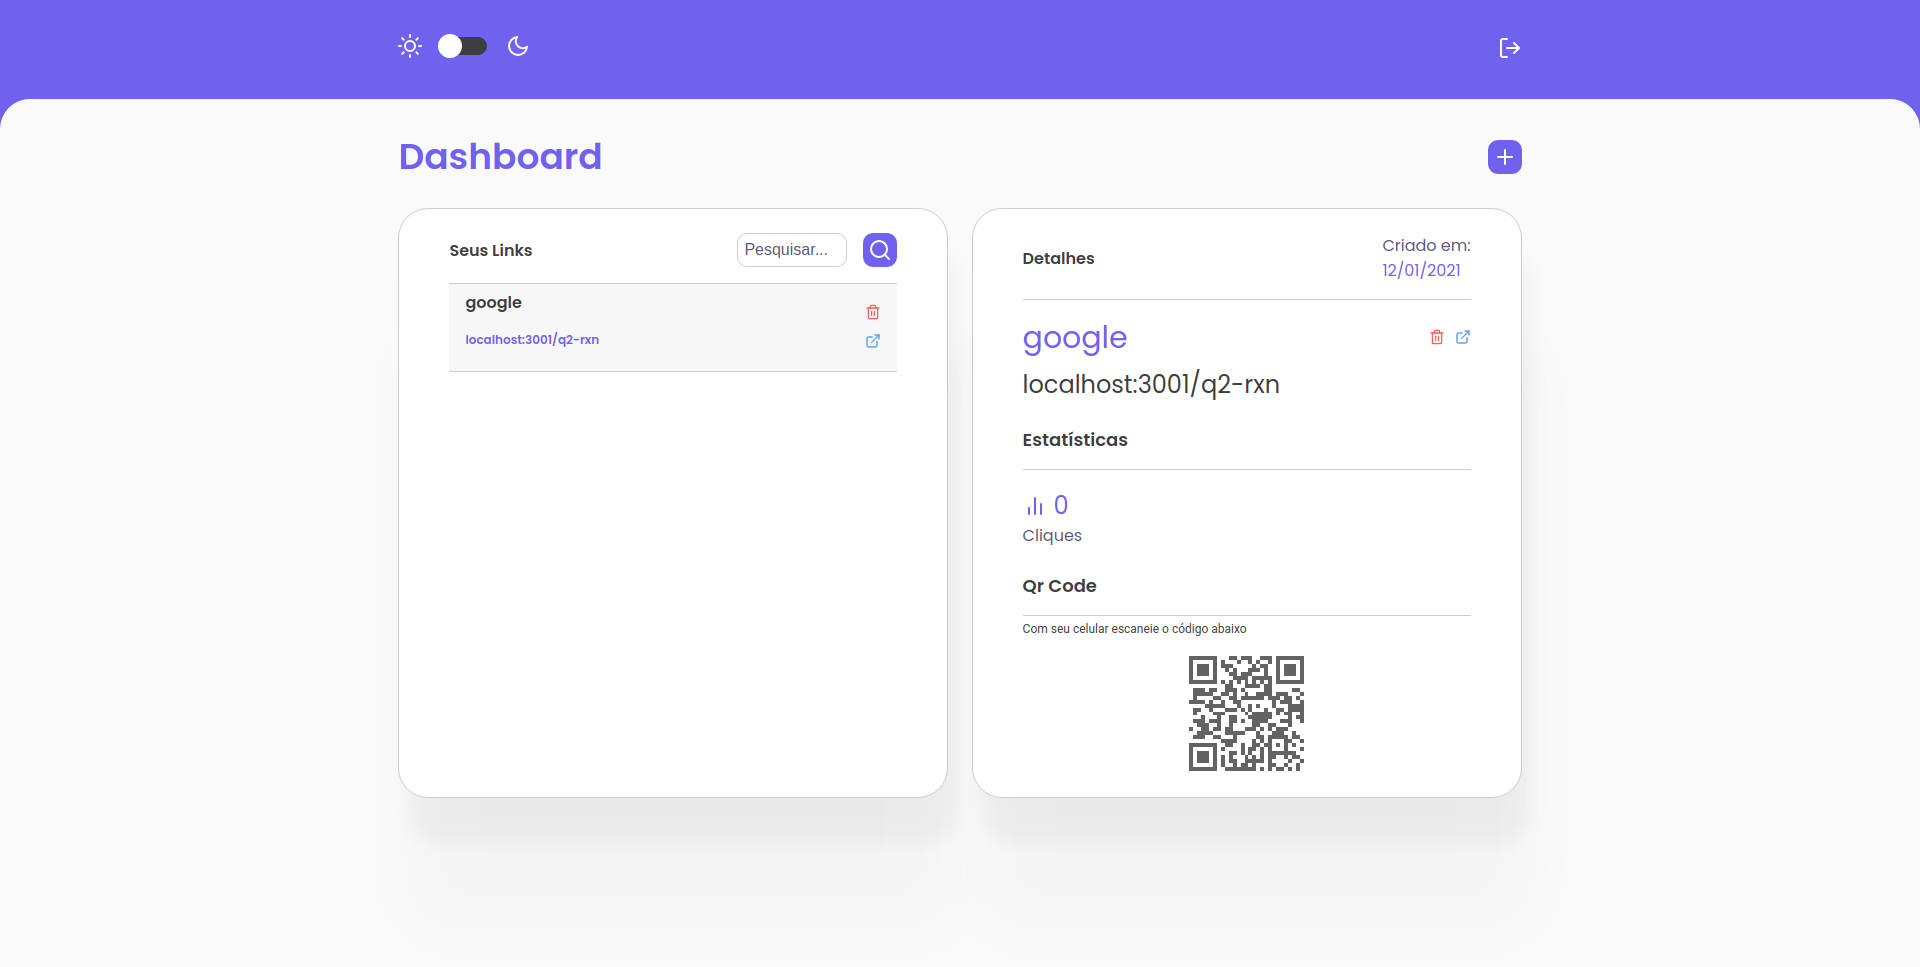 Dashboard
Seus Links
Pesquisar...
google
localhost:3001/q2-rxn
Detalhes
Criado em:
12/01/2021
google
localhost:3001/q2-rxn
Estatísticas
0
Cliques
Qr Code
Com seu celular escaneie o código abaixo